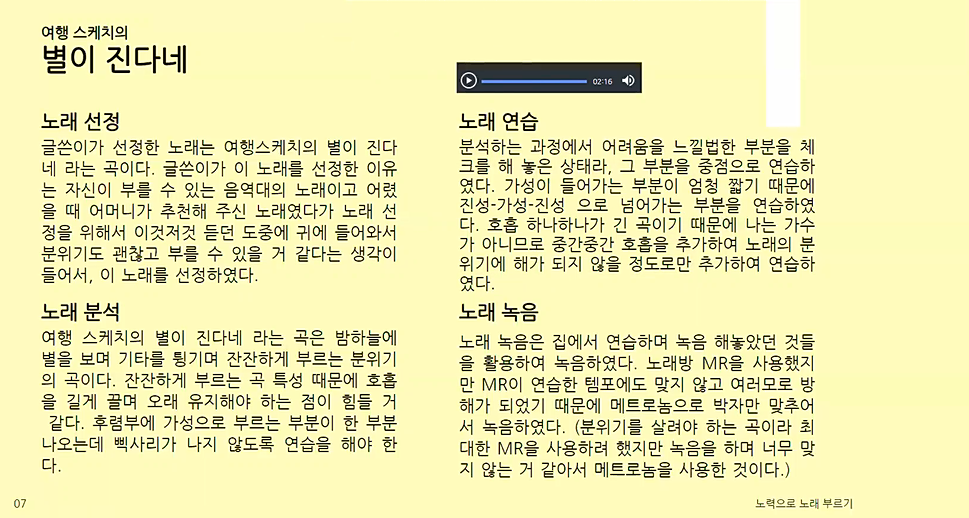 여행 스케치의
별이 진다네
02:16
노래 선정
글쓴이가 선정한 노래는 여행스케치의 별이 진다
네 라는 곡이다. 글쓴이가 이 노래를 선정한 이유
는 자신이 부를 수 있는 음역대의 노래이고 어렸
을 때 어머니가 추천해 주신 노래였다가 노래 선
정을 위해서 이것저것 듣던 도중에 귀에 들어와서
분위기도 괜찮고 부를 수 있을 거 같다는 생각이
들어서, 이 노래를 선정하였다.
노래 분석
여행 스케치의 별이 진다네 라는 곡은 밤하늘에
별을 보며 기타를 튕기며 잔잔하게 부르는 분위기
의 곡이다. 잔잔하게 부르는 곡 특성 때문에 호흡
을 길게 끌며 오래 유지해야 하는 점이 힘들 거
같다. 후렴부에 가성으로 부르는 부분이 한 부분
나오는데 삑사리가 나지 않도록 연습을 해야 한
다.
노래 연습
분석하는 과정에서 어려움을 느낄법한 부분을 체
크를 해 놓은 상태라, 그 부분을 중점으로 연습하
였다. 가성이 들어가는 부분이 엄청 짧기 때문에
진성-가성-진성 으로 넘어가는 부분을 연습하였
다. 호흡 하나하나가 긴 곡이기 때문에 나는 가수
가 아니므로 중간중간 호흡을 추가하여 노래의 분
위기에 해가 되지 않을 정도로만 추가하여 연습하
였다.
노래 녹음
노래 녹음은 집에서 연습하며 녹음 해놓았던 것들
을 활용하여 녹음하였다. 노래방 MR을 사용했지
만 MR이 연습한 템포에도 맞지 않고 여러모로 방
해가 되었기 때문에 메트로놈으로 박자만 맞추어
서 녹음하였다. (분위기를 살려야 하는 곡이라 최
대한 MR을 사용하려 했지만 녹음을 하며 너무 맞
지 않는 거 같아서 메트로놈을 사용한 것이다.)
07
노력으로 노래 부르기